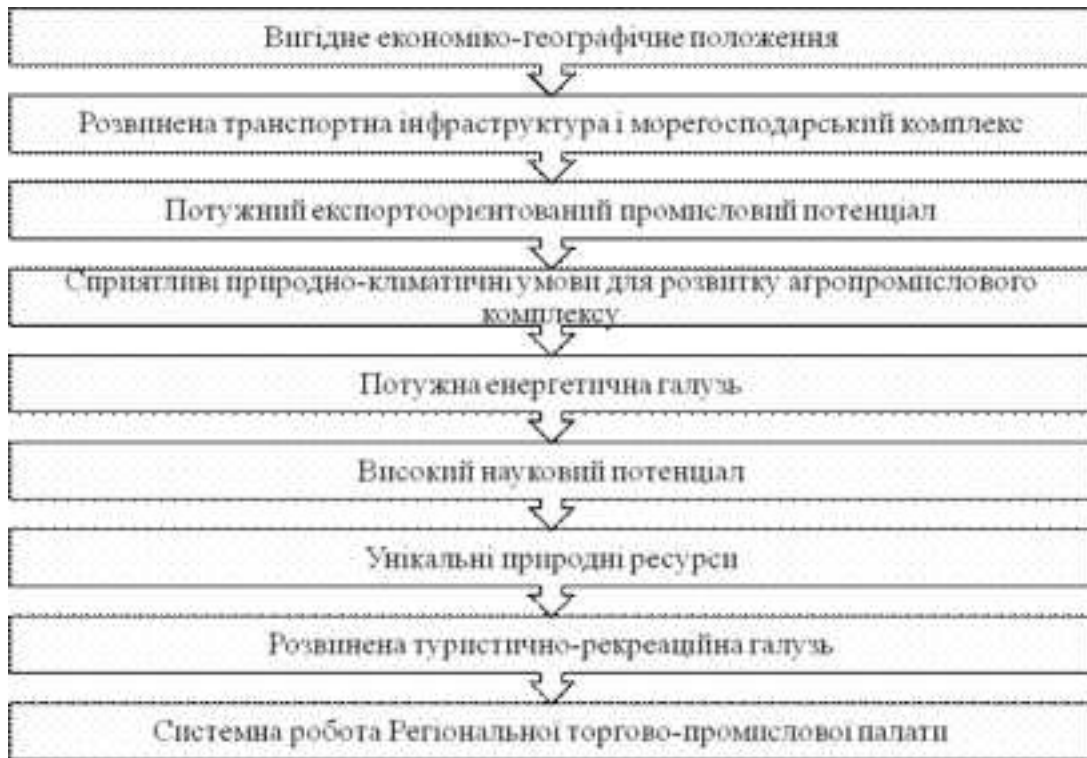 Вигідне економіко-географічне положення
Розвинена транспортна інфраструктура і морегосподарський комплекс
Потужний експортоорієнтований промисловий потенціал
Сприятливі природно-кліматичні умови для розвитку агропромислового
комплексу
Потужна енергетична галузь
Високий науковий потенціал
Унікальні природні ресурси
Розвинена туристично-рекреаційна галузь
Системна робота Регіональної торгово-промислової палати